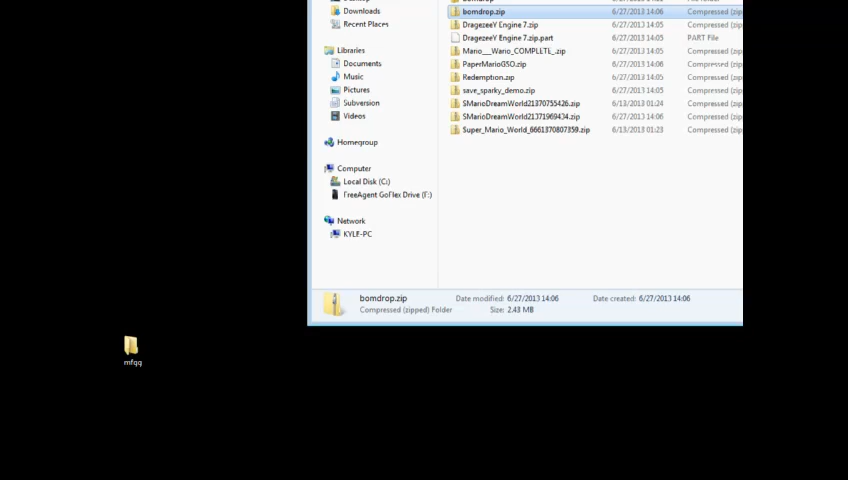 Downloads
Recent Places
Libraries
Documents
Music
Pictures
Subversion
Videos
Homegroup
Computer
Local Disk (C:)
FreeAgent GoFlex Drive (F:)
Network
KYLE-PC
bomdrop.zip 6/27/2013 14:06 Compressed (zip
DragezeeY Engine 7.zip 6/27/2013 14:05 Compressed (zip
DragezeeY Engine 7.zip.part 6/27/2013 14:05 PART File
Mario___Wario_COMPLETE_.zip 6/27/2013 14:05 Compressed (zip
PaperMarioGSO.zip 6/27/2013 14:06 Compressed (zip
Redemption.zip 6/27/2013 14:05 Compressed (zip
save_sparky_demo.zip 6/27/2013 14:05 Compressed (zip
SMarioDreamWorld21370755426.zip 6/13/2013 01:24 Compressed (zip
SMarioDreamWorld21371969434.zip 6/27/2013 14:06 Compressed (zip
Super_Mario_World_6661370807359.zip 6/13/2013 01:23 Compressed (zip
bomdrop.zip Date modified: 6/27/2013 14:06 Date created: 6/27/2013 14:06
Compressed (zipped) Folder Size: 2.43 MB
mfgg